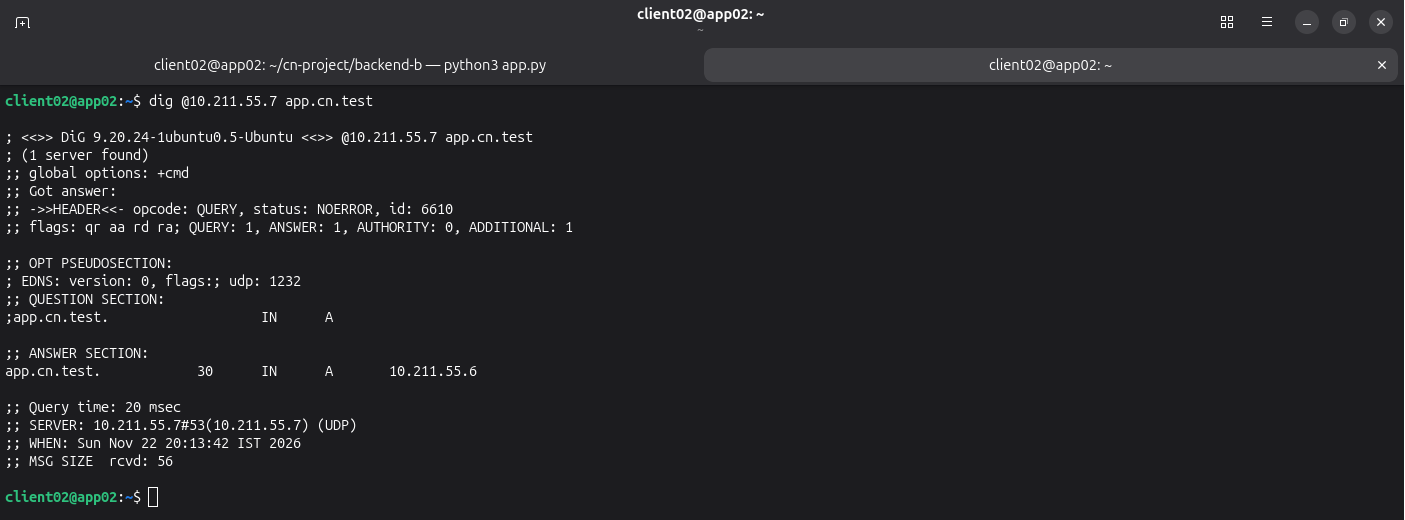 client02@app02: ~
~
client02@app02: ~/cn-project/backend-b — python3 app.py
client02@app02: ~
client02@app02:~$ dig @10.211.55.7 app.cn.test
; <<>> DiG 9.20.24-1ubuntu0.5-Ubuntu <<>> @10.211.55.7 app.cn.test
; (1 server found)
;; global options: +cmd
;; Got answer:
;; ->>HEADER<<- opcode: QUERY, status: NOERROR, id: 6610
;; flags: qr aa rd ra; QUERY: 1, ANSWER: 1, AUTHORITY: 0, ADDITIONAL: 1
;; OPT PSEUDOSECTION:
; EDNS: version: 0, flags:; udp: 1232
;; QUESTION SECTION:
;app.cn.test. IN A
;; ANSWER SECTION:
app.cn.test. 30 IN A 10.211.55.6
;; Query time: 20 msec
;; SERVER: 10.211.55.7#53(10.211.55.7) (UDP)
;; WHEN: Sun Nov 22 20:13:42 IST 2026
;; MSG SIZE  rcvd: 56
client02@app02:~$